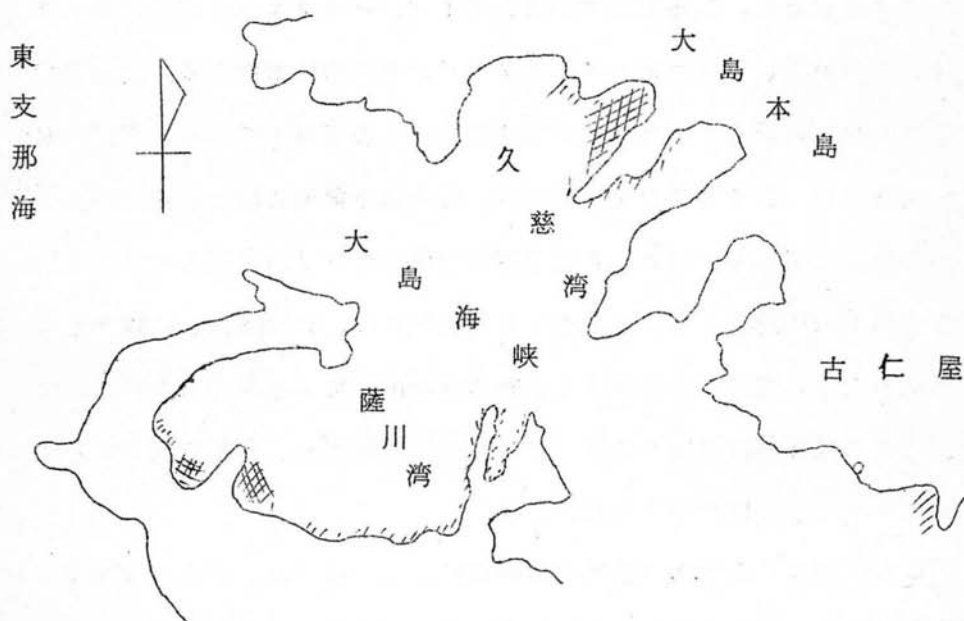 東支那海
大島本島
久慈湾
大島海峡
薩川湾
古仁屋